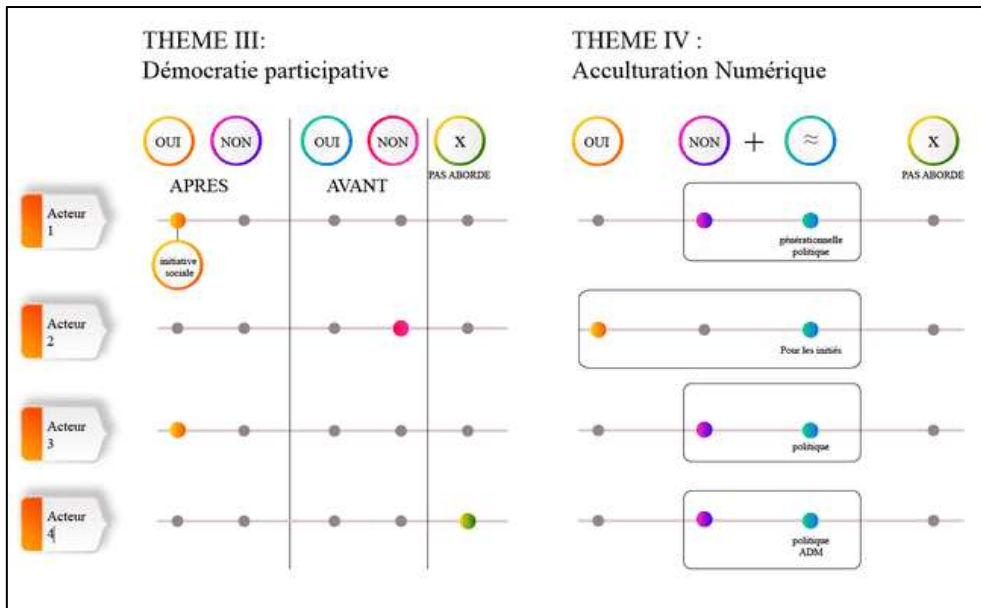 THEME III:
Démocratie participative
THEME IV :
Acculturation Numérique
OUI
NON
OUI
NON
X
OUI
NON
+
≈
X
APRES
AVANT
PAS ABORDE
PAS ABORDE
Acteur
1
initiative
sociale
générationnelle
politique
Acteur
2
Pour les initiés
Acteur
3
politique
Acteur
4
politique
ADM